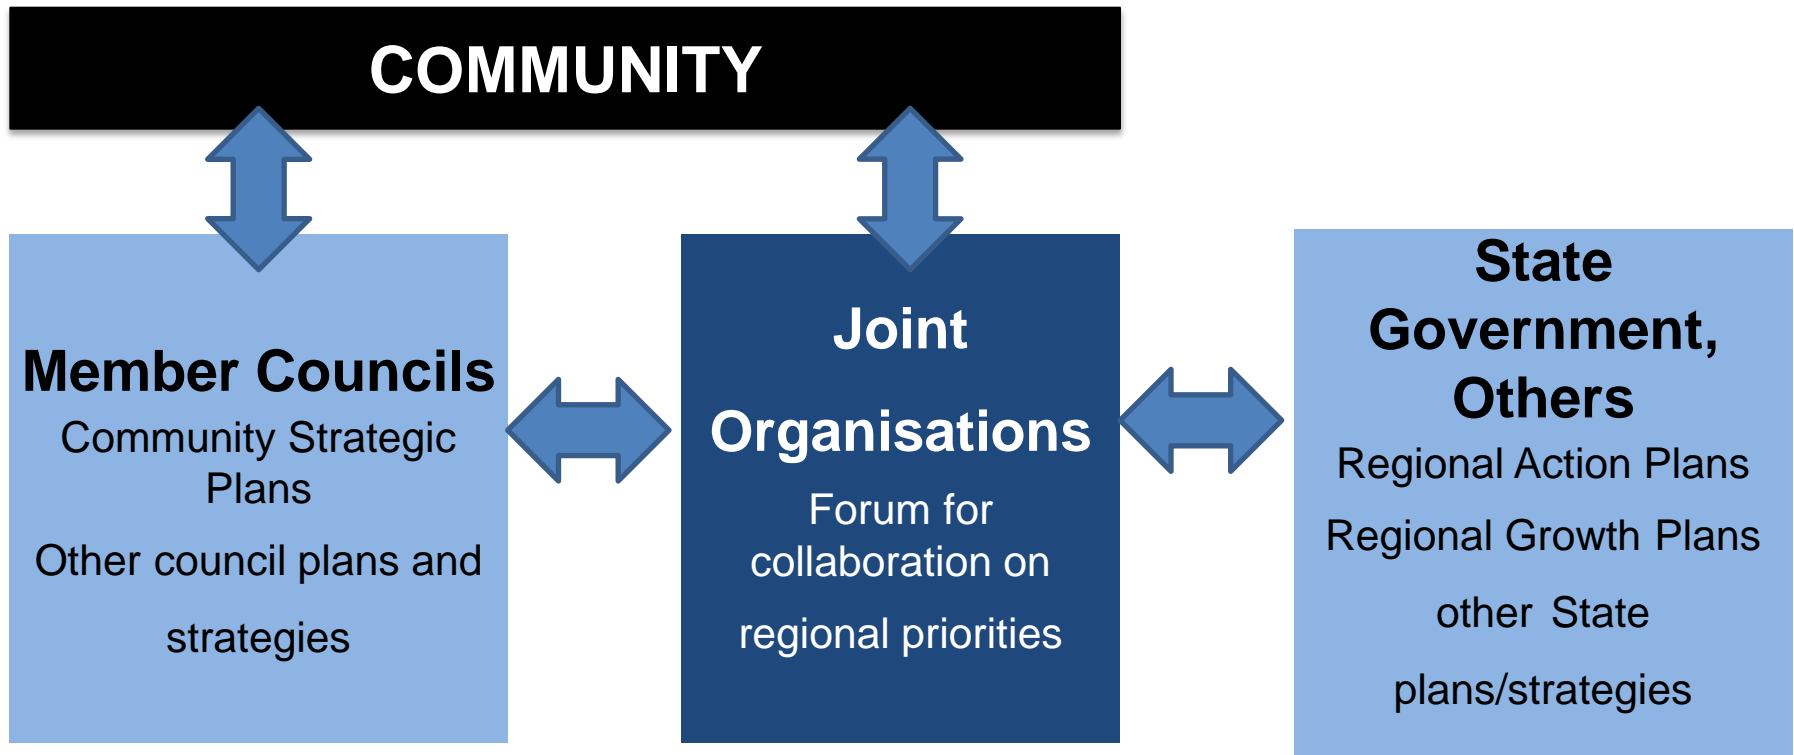 COMMUNITY
Member Councils
Community Strategic
Plans
Other council plans and
strategies
Joint
Organisations
Forum for
collaboration on
regional priorities
State
Government,
Others
Regional Action Plans
Regional Growth Plans
other State
plans/strategies